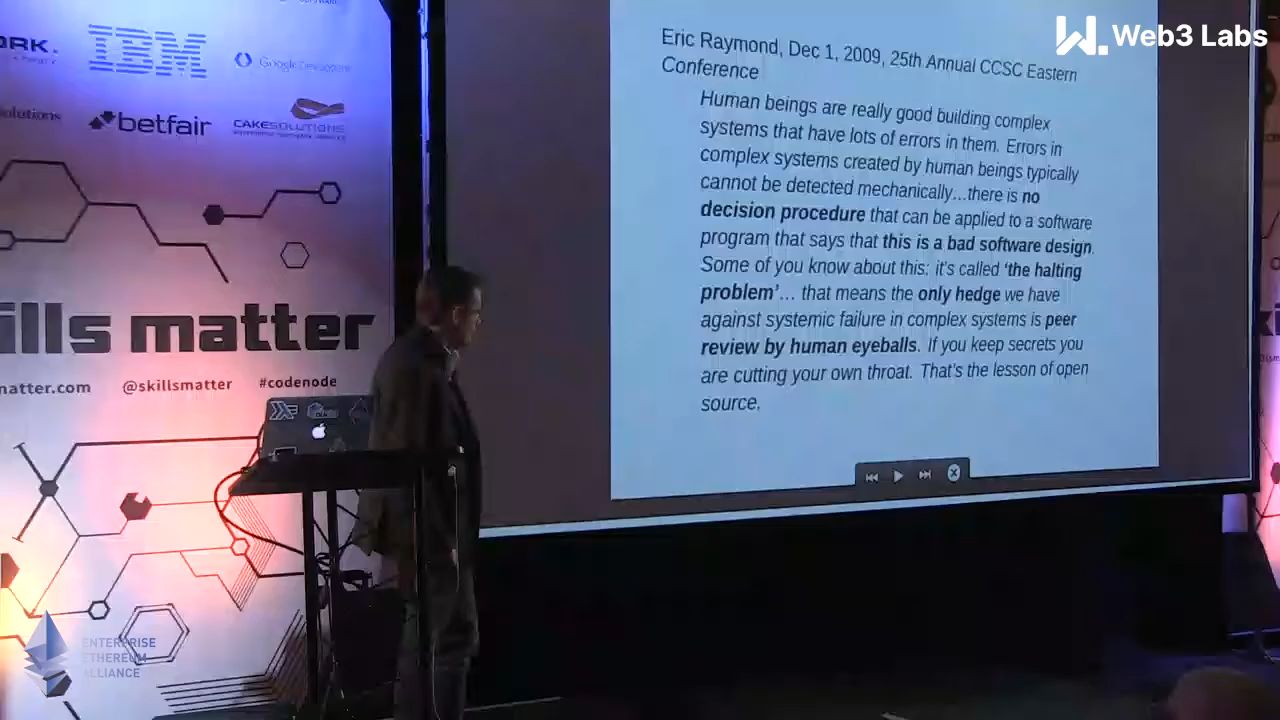 IBM
Google Developers
olutions
betfair
CAKESOLUTIONS
ills matter
matter.com @skillsmatter #codenode
ENTERPRISE
ETHEREUM
ALLIANCE
Web3 Labs
Eric Raymond, Dec 1, 2009, 25th Annual CCSC Eastern
Conference
Human beings are really good building complex
systems that have lots of errors in them. Errors in
complex systems created by human beings typically
cannot be detected mechanically…there is no
decision procedure that can be applied to a software
program that says that this is a bad software design.
Some of you know about this: it's called 'the halting
problem'… that means the only hedge we have
against systemic failure in complex systems is peer
review by human eyeballs. If you keep secrets you
are cutting your own throat. That's the lesson of open
source.